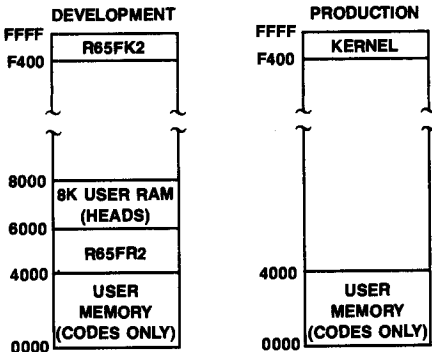 DEVELOPMENT
FFFF
R65FK2
F400
8000
8K USER RAM
(HEADS)
6000
R65FR2
4000
USER
MEMORY
(CODES ONLY)
0000
PRODUCTION
FFFF
KERNEL
F400
4000
USER
MEMORY
(CODES ONLY)
0000